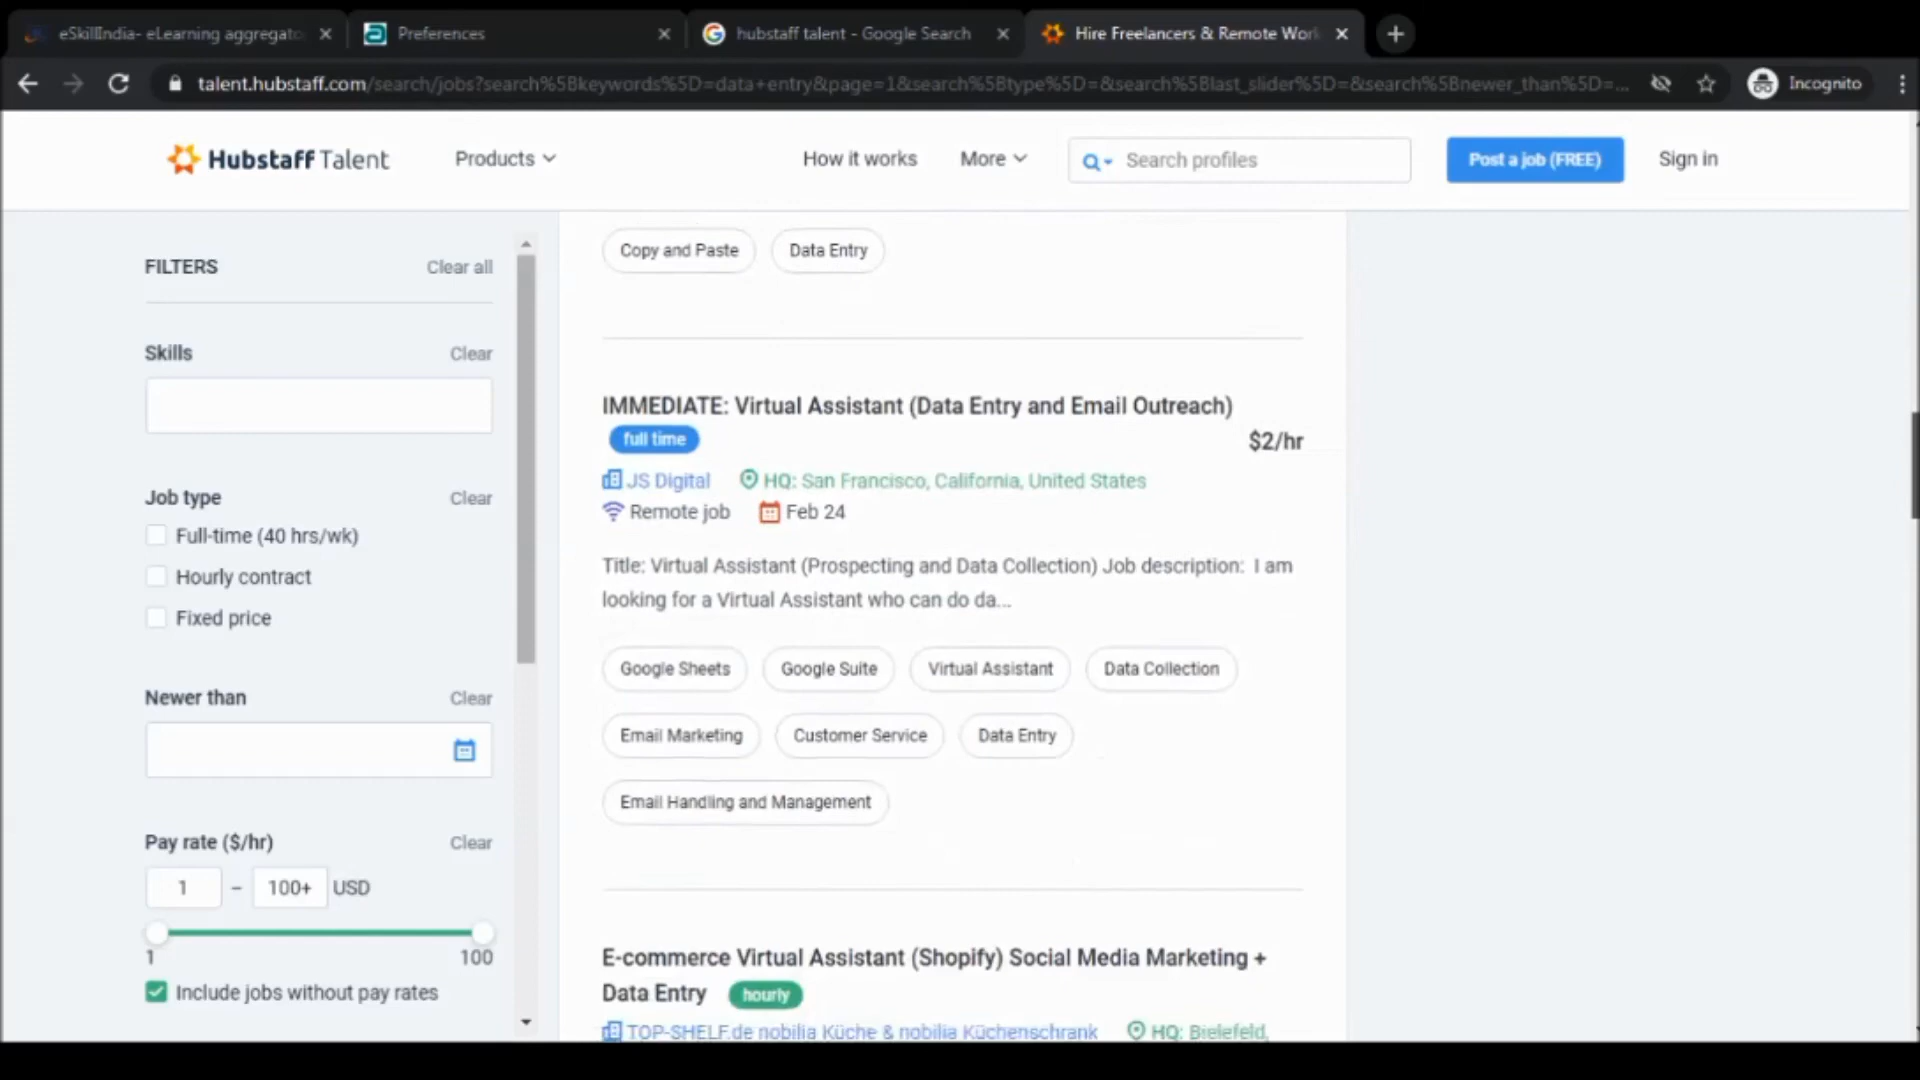 eSkillIndia- eLearning aggregato
Preferences
hubstaff talent - Google Search
Hire Freelancers & Remote Work
talent.hubstaff.com/search/jobs?search%5Bkeywords%5D=data+entry&page=1&search%5Btype%5D=&search%5Blast_slider%5D=&search%5Bnewer_than%5D=...
Incognito
Hubstaff Talent
Products
How it works
More
Search profiles
Post a job (FREE)
Sign in
FILTERS
Clear all
Skills
Clear
Job type
Clear
Full-time (40 hrs/wk)
Hourly contract
Fixed price
Newer than
Clear
Pay rate ($/hr)
Clear
1 - 100+ USD
1 100
Include jobs without pay rates
Copy and Paste
Data Entry
IMMEDIATE: Virtual Assistant (Data Entry and Email Outreach)
full time
$2/hr
JS Digital
HQ: San Francisco, California, United States
Remote job
Feb 24
Title: Virtual Assistant (Prospecting and Data Collection) Job description: I am
looking for a Virtual Assistant who can do da...
Google Sheets
Google Suite
Virtual Assistant
Data Collection
Email Marketing
Customer Service
Data Entry
Email Handling and Management
E-commerce Virtual Assistant (Shopify) Social Media Marketing +
Data Entry
hourly
TOP-SHELF.de nobilia Küche & nobilia Küchenschrank
HQ: Bielefeld,